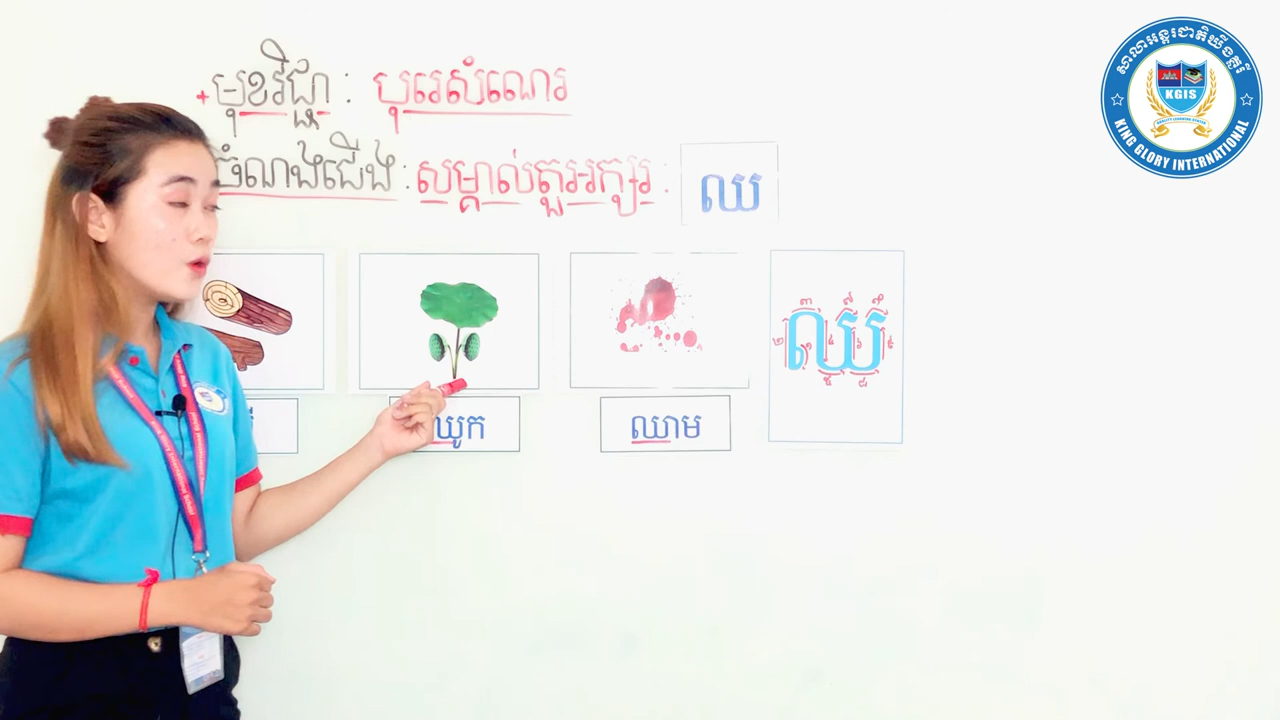 + មុខវិជ្ជា : បុរេសំណេរ
ចំណងជើង : សម្គាល់តួអក្សរ : ឈ
ឈូក
ឈាម
ឈ
សាលាអន្តរជាតិឃីងគ្លូរី
KGIS
KING GLORY INTERNATIONAL